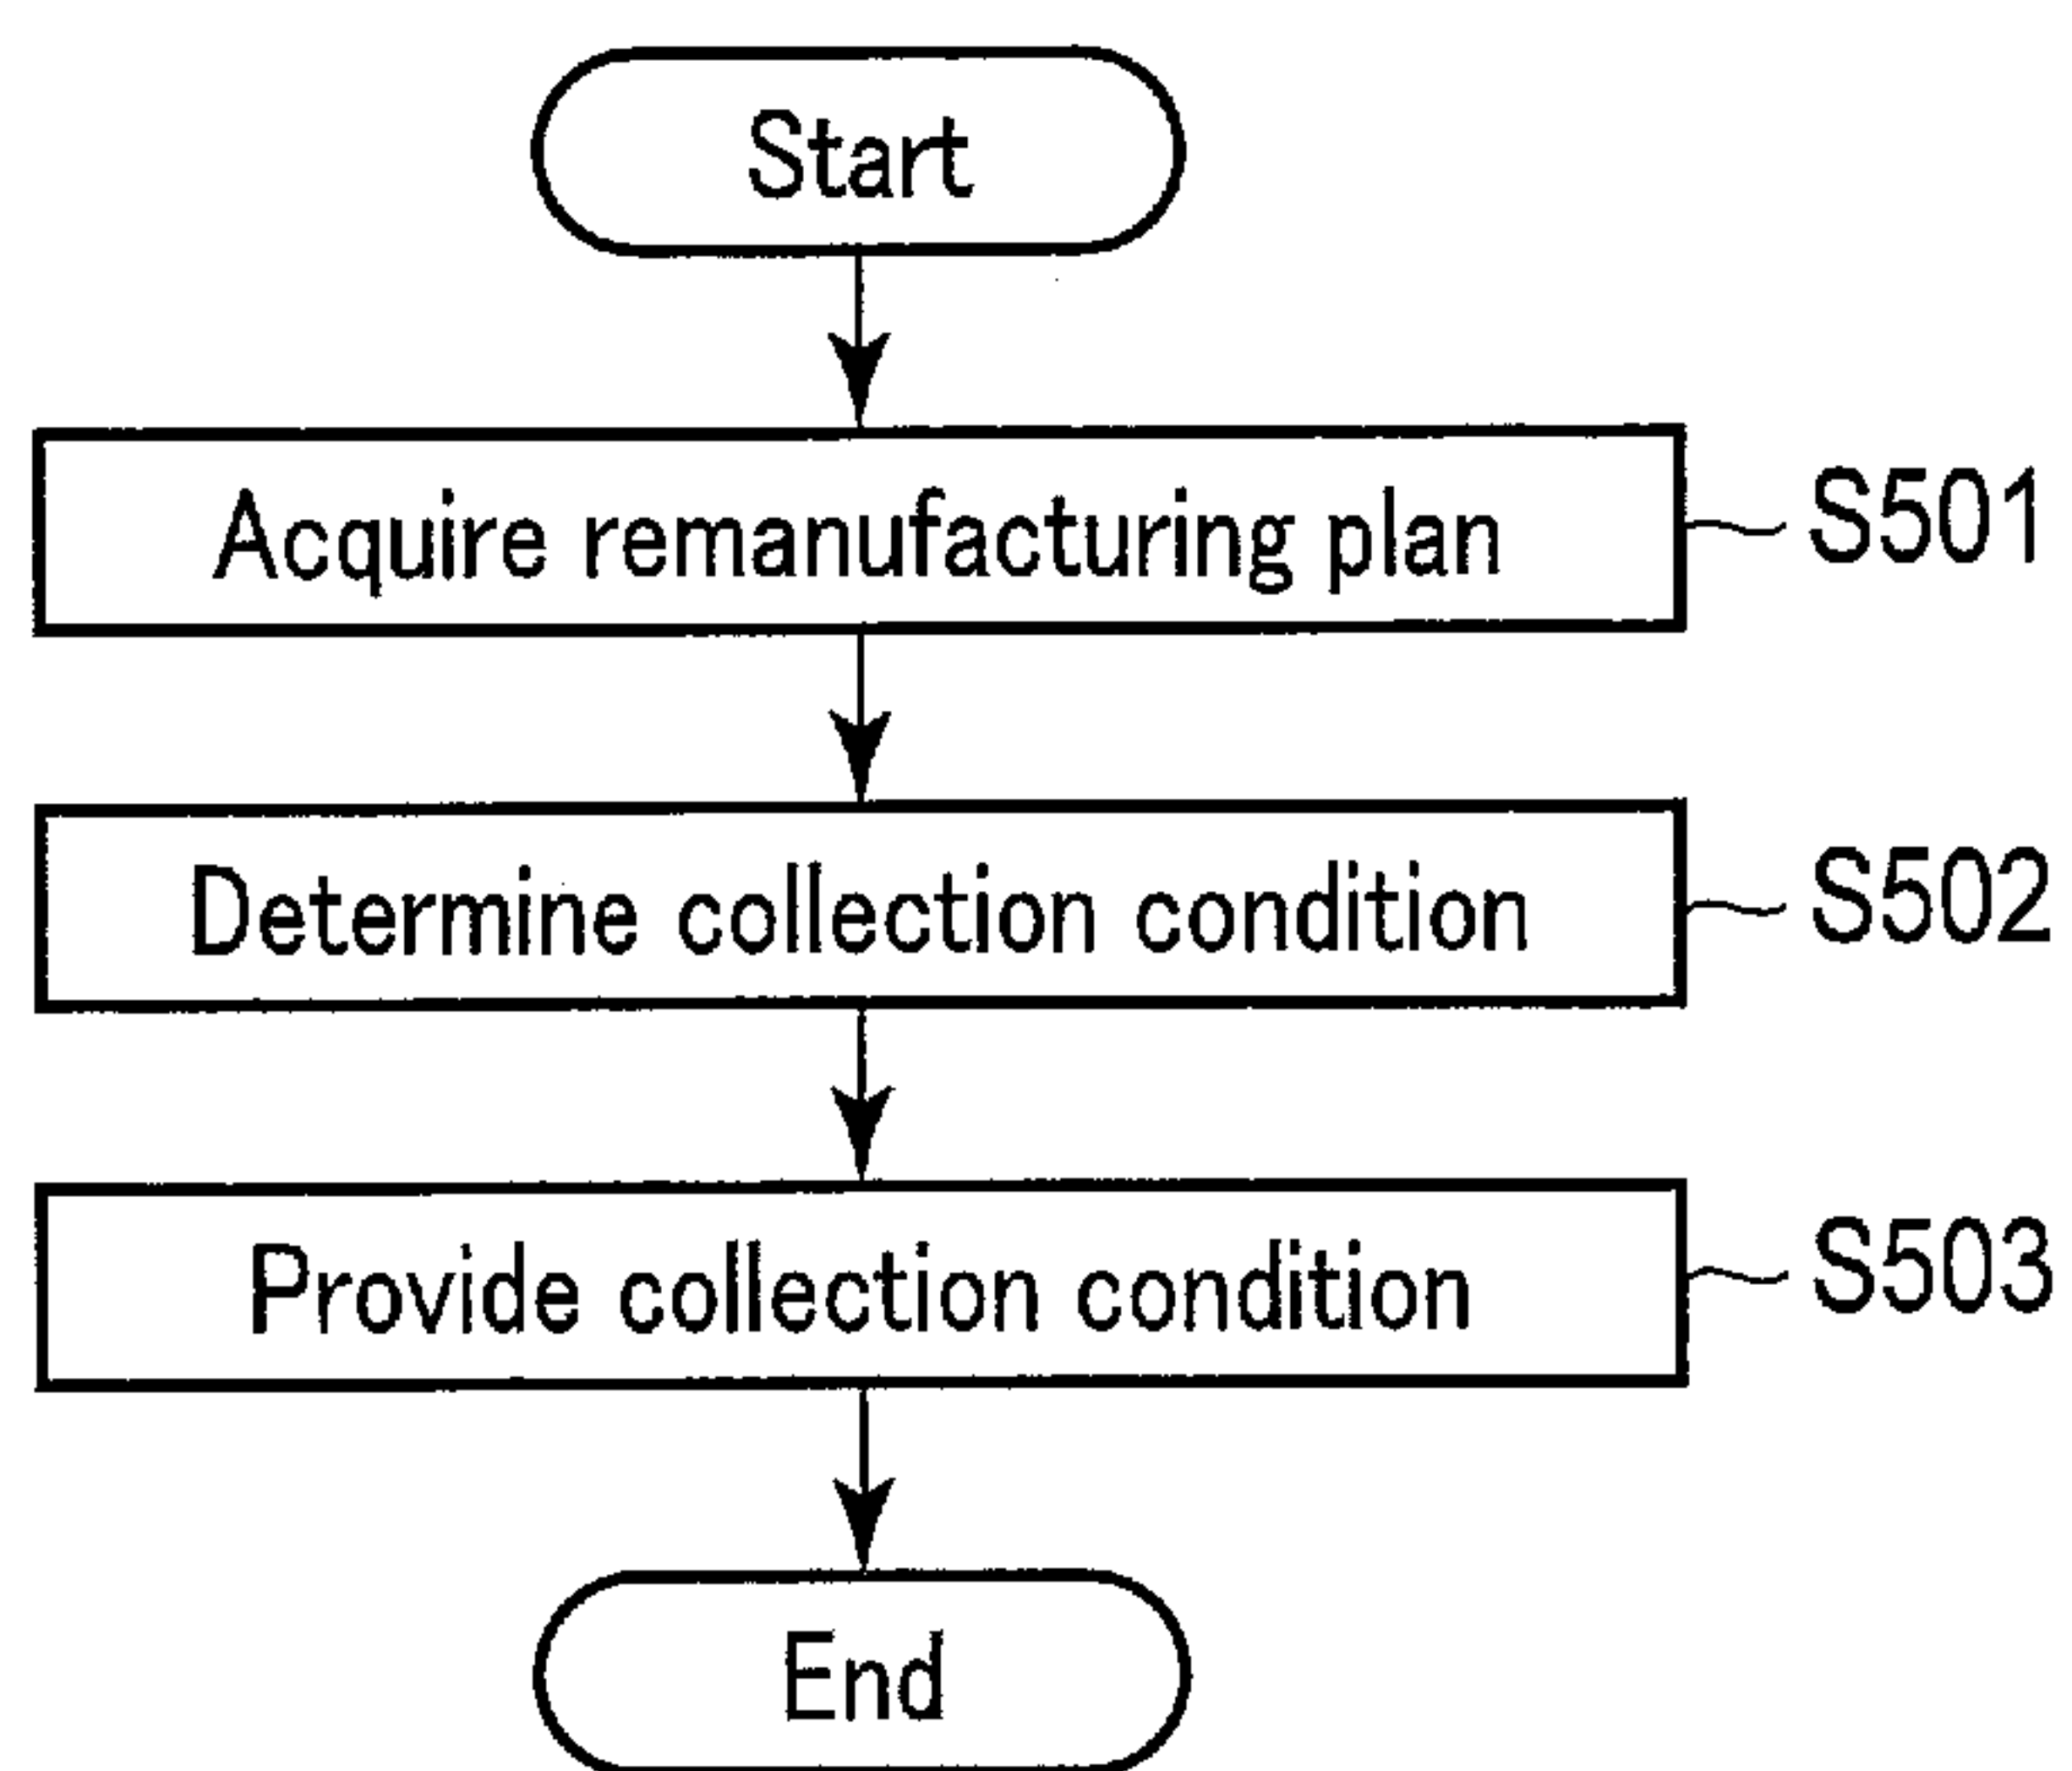 Start
Acquire remanufacturing plan S501
Determine collection condition S502
Provide collection condition S503
End